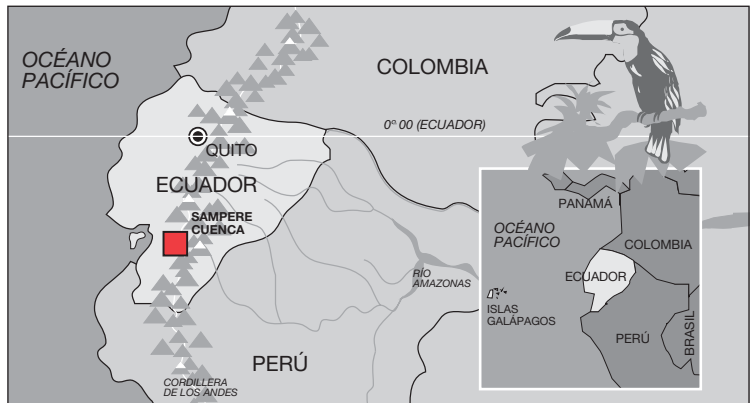 OCÉANO
PACÍFICO
COLOMBIA
0º 00 (ECUADOR)
QUITO
ECUADOR
SAMPERE
CUENCA
RÍO
AMAZONAS
PERÚ
CORDILLERA
DE LOS ANDES
PANAMÁ
OCÉANO
PACÍFICO
COLOMBIA
ECUADOR
ISLAS
GALÁPAGOS
PERÚ
BRASIL